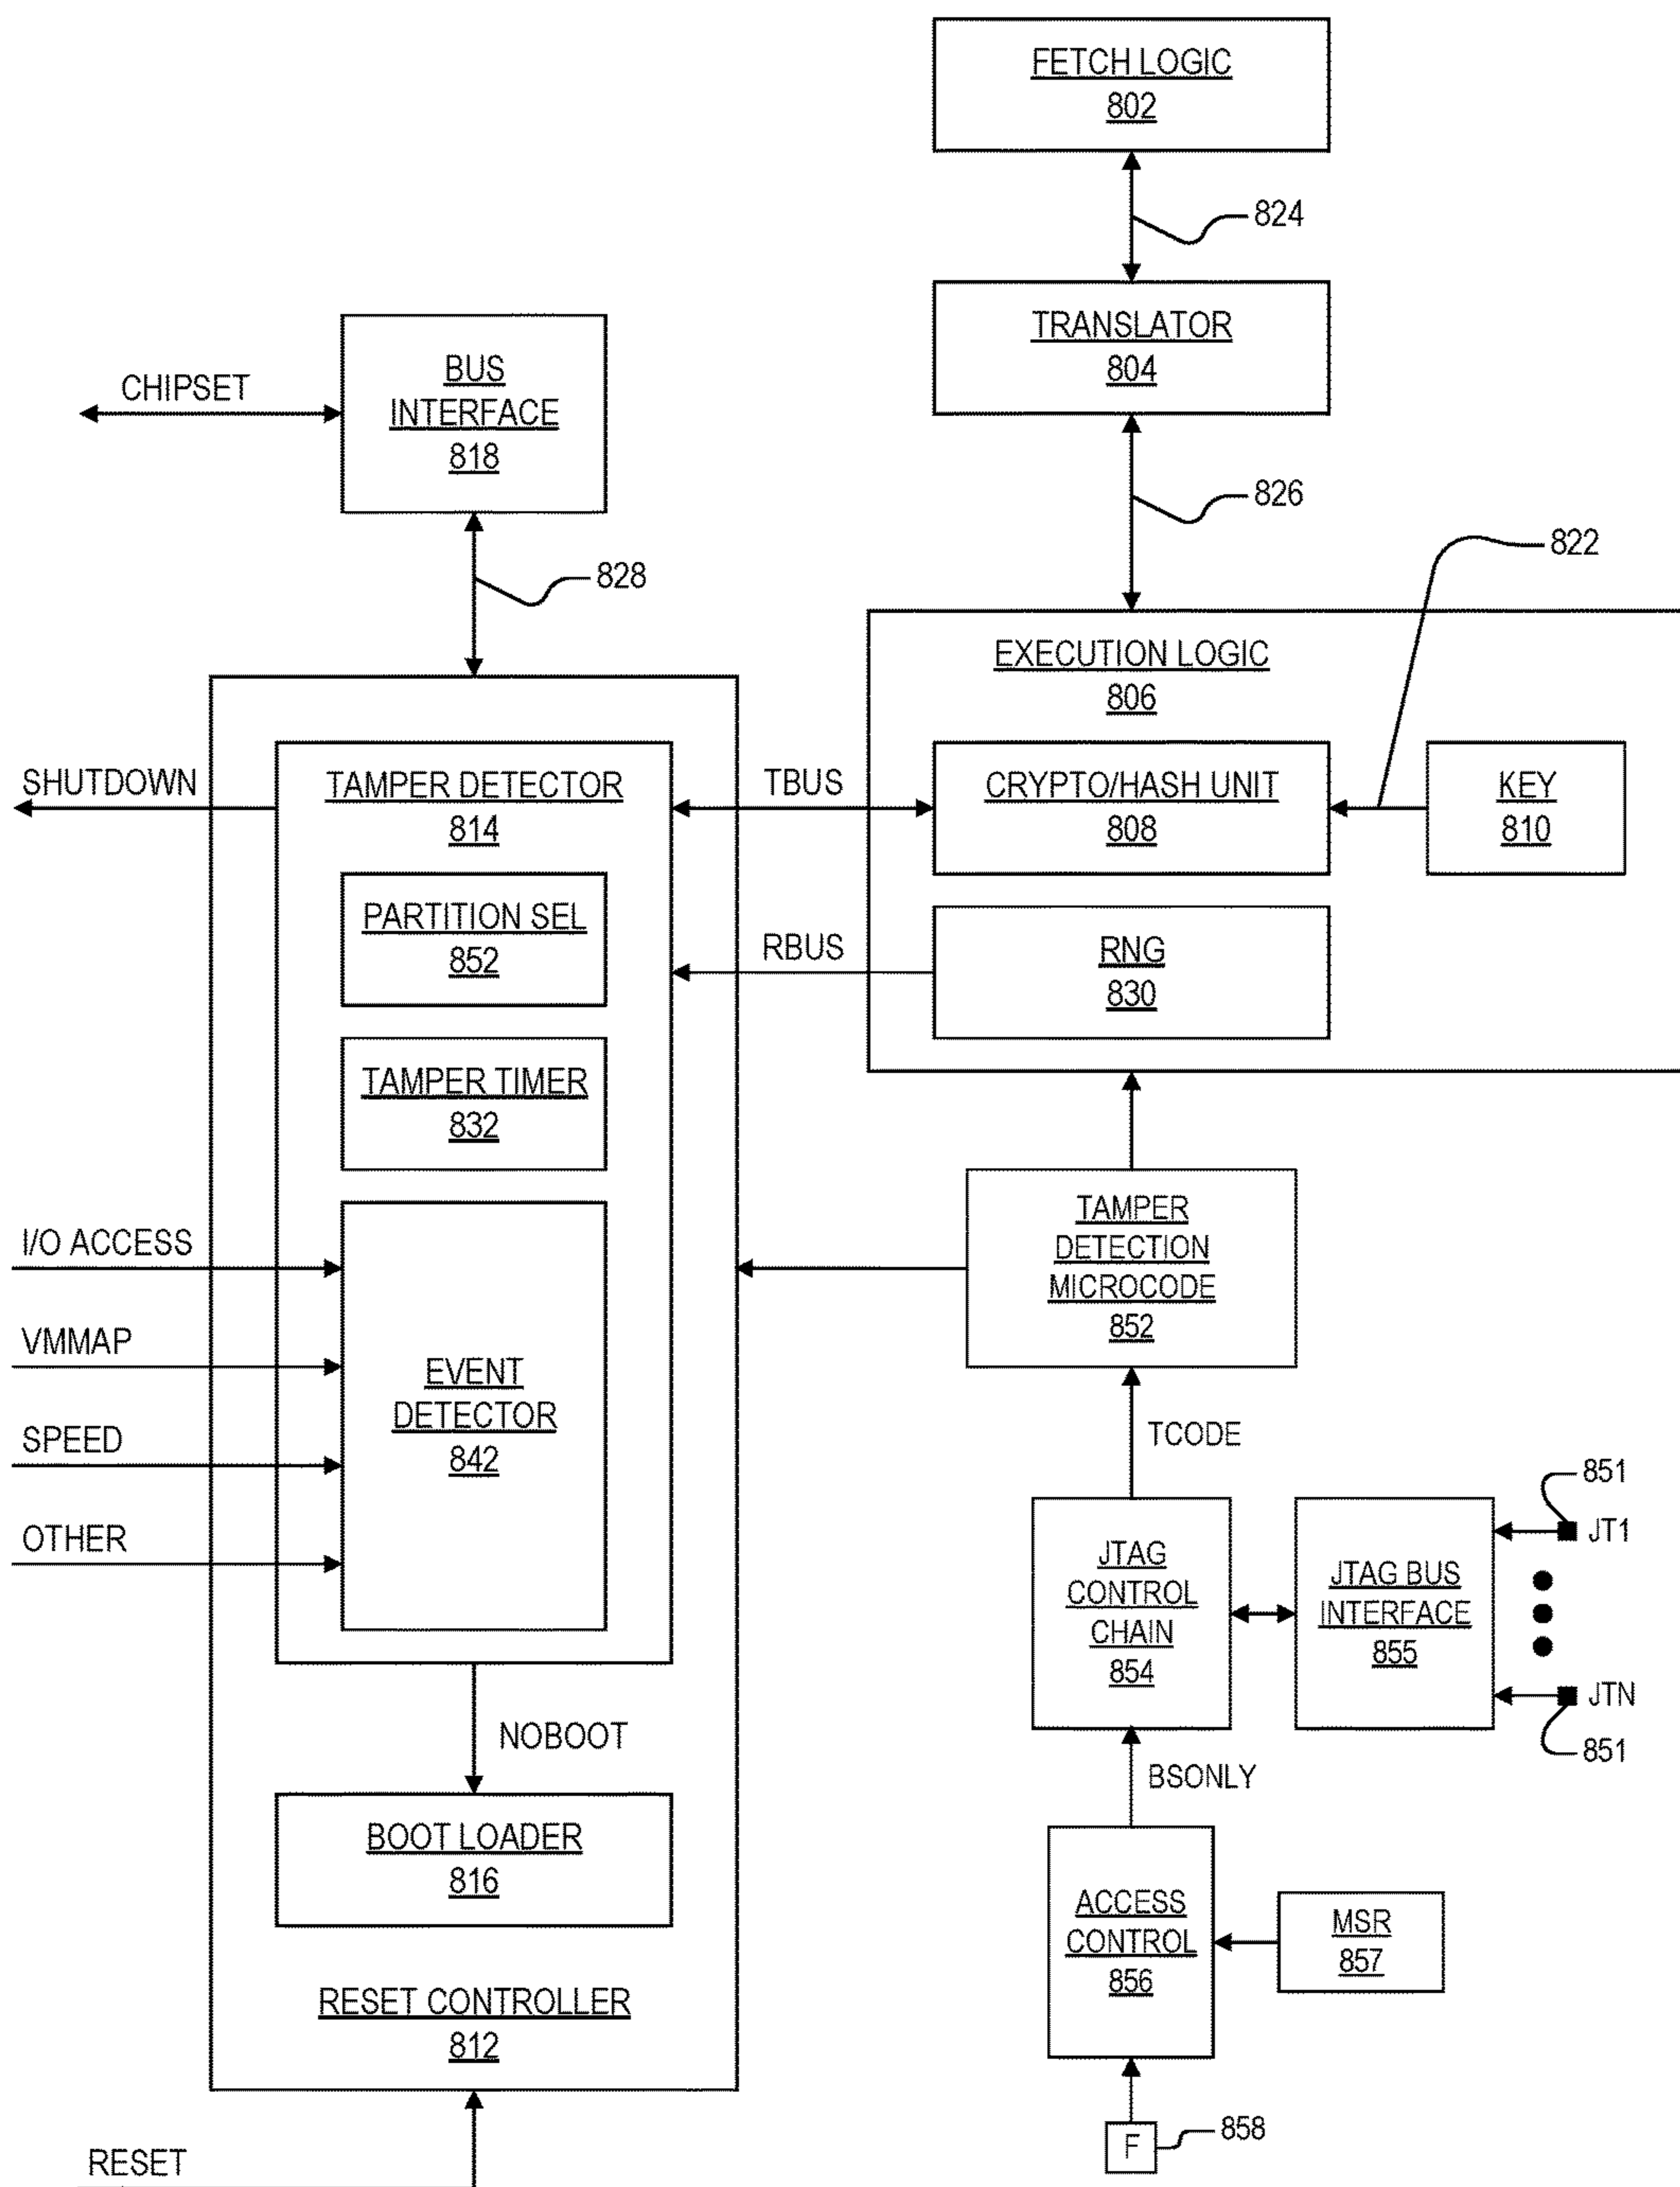 FETCH LOGIC
802
824
TRANSLATOR
804
BUS
INTERFACE
818
CHIPSET
826
822
828
EXECUTION LOGIC
806
SHUTDOWN
TAMPER DETECTOR
814
TBUS
CRYPTO/HASH UNIT
808
KEY
810
PARTITION SEL
852
RBUS
RNG
830
TAMPER TIMER
832
TAMPER
DETECTION
MICROCODE
852
I/O ACCESS
VMMAP
SPEED
OTHER
EVENT
DETECTOR
842
TCODE
JTAG
CONTROL
CHAIN
854
JTAG BUS
INTERFACE
855
851
JT1
JTN
851
NOBOOT
BSONLY
BOOT LOADER
816
ACCESS
CONTROL
856
MSR
857
RESET CONTROLLER
812
F
858
RESET